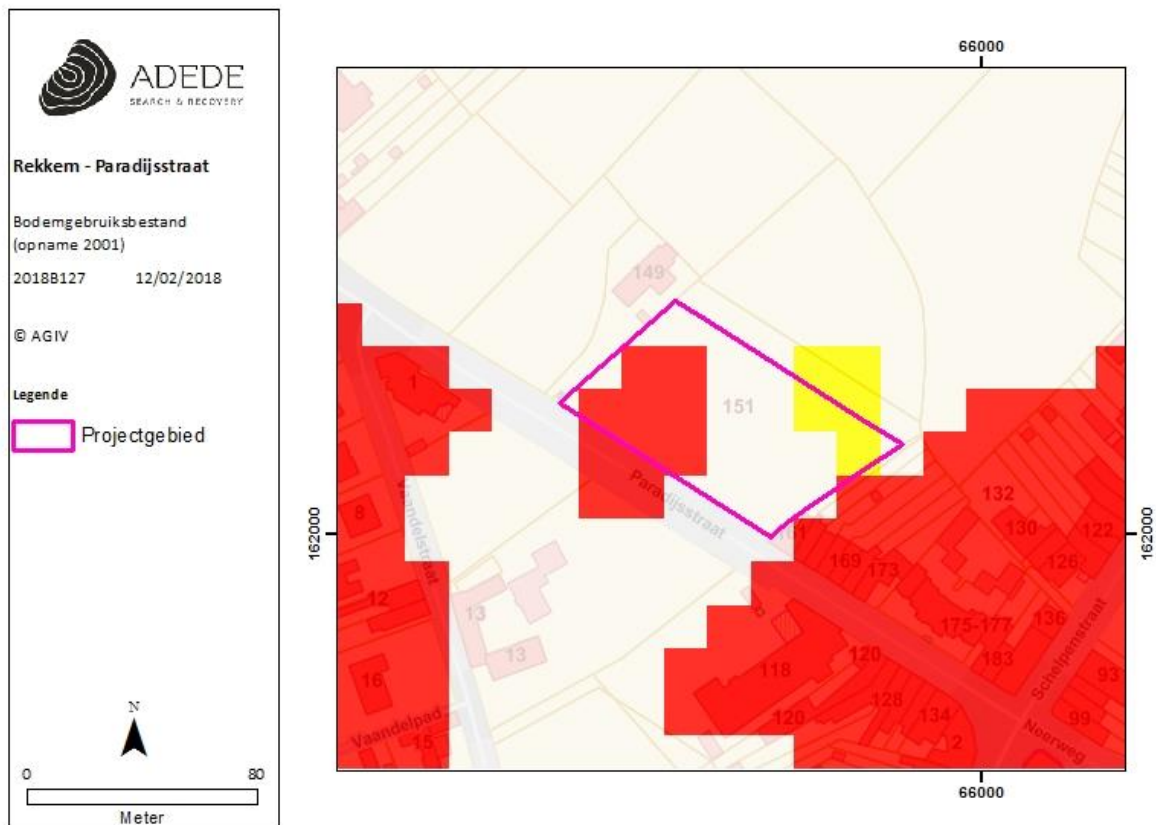 ADEDE
SEARCH & RECOVERY
Rekkem - Paradijsstraat
Bodemgebruiksbestand
(opname 2001)
2018B127 12/02/2018
© AGIV
Legende
Projectgebied
N
0 80
Meter
66000
162000
162000
66000
149
151
1
8
12
16
15
13
13
Vaandelstraat
Vaandelpad
Paradijsstraat
161
169
173
175-177
183
132
130
122
126
136
118
120
120
128
134
2
93
99
Schelpenstraat